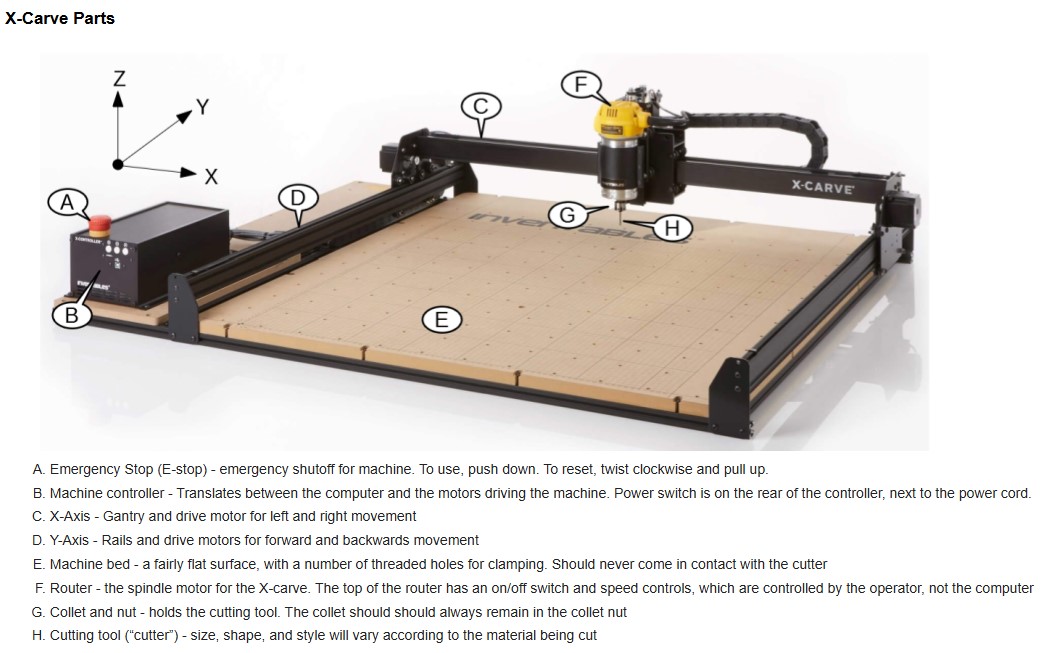 X-Carve Parts
Z
Y
X
A
B
C
D
E
F
G
H
X-CONTROLLER
X-CARVE
A. Emergency Stop (E-stop) - emergency shutoff for machine. To use, push down. To reset, twist clockwise and pull up.
B. Machine controller - Translates between the computer and the motors driving the machine. Power switch is on the rear of the controller, next to the power cord.
C. X-Axis - Gantry and drive motor for left and right movement
D. Y-Axis - Rails and drive motors for forward and backwards movement
E. Machine bed - a fairly flat surface, with a number of threaded holes for clamping. Should never come in contact with the cutter
F. Router - the spindle motor for the X-carve. The top of the router has an on/off switch and speed controls, which are controlled by the operator, not the computer
G. Collet and nut - holds the cutting tool. The collet should should always remain in the collet nut
H. Cutting tool (“cutter”) - size, shape, and style will vary according to the material being cut